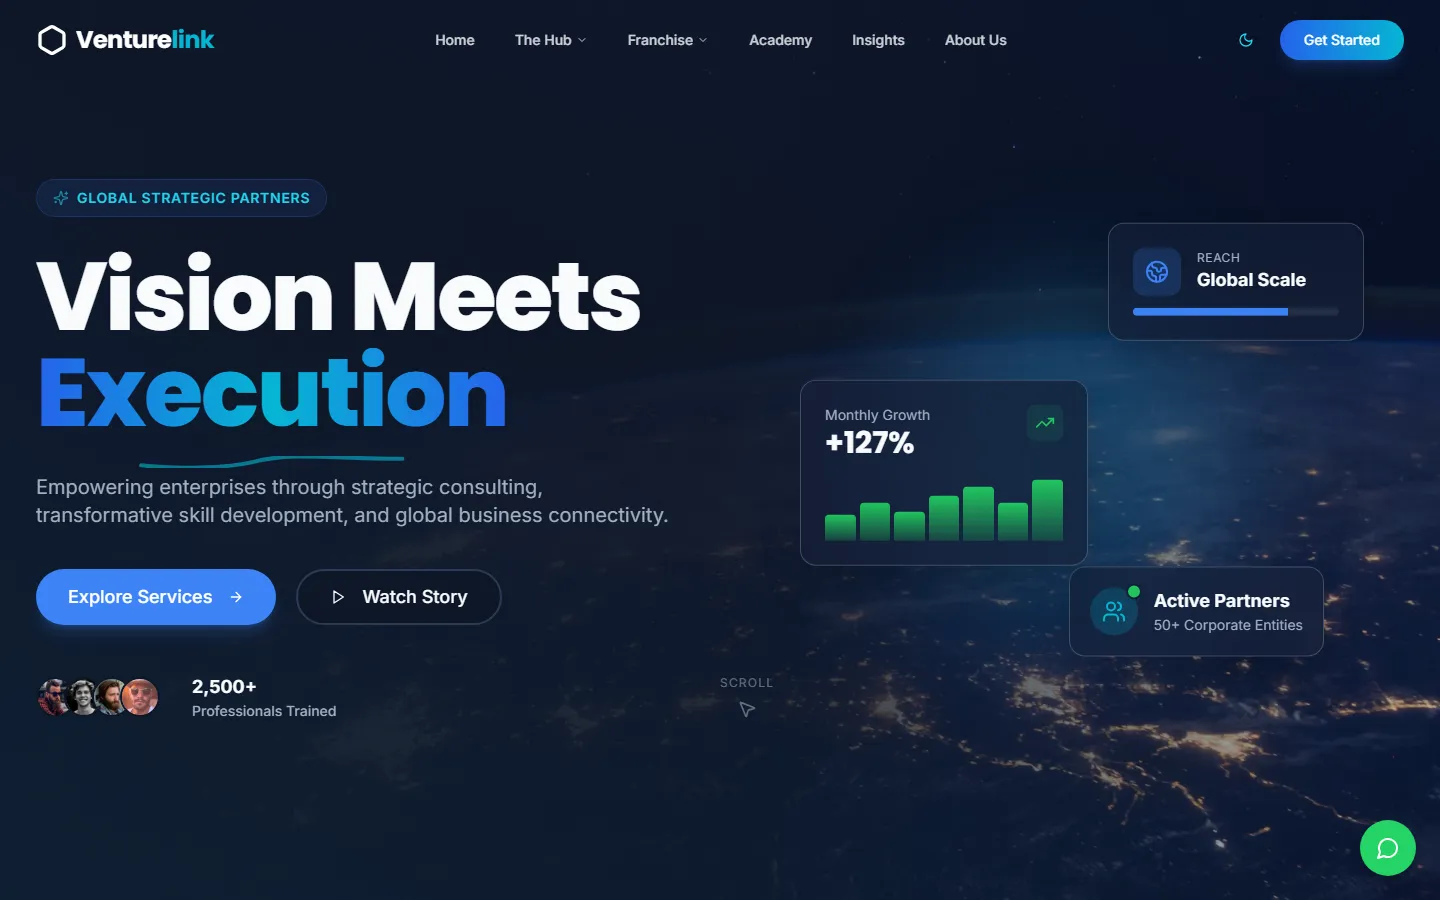 Venturelink
Home
The Hub
Franchise
Academy
Insights
About Us
Get Started
GLOBAL STRATEGIC PARTNERS
Vision Meets
Execution
Empowering enterprises through strategic consulting,
transformative skill development, and global business connectivity.
Explore Services
Watch Story
2,500+
Professionals Trained
REACH
Global Scale
Monthly Growth
+127%
Active Partners
50+ Corporate Entities
SCROLL